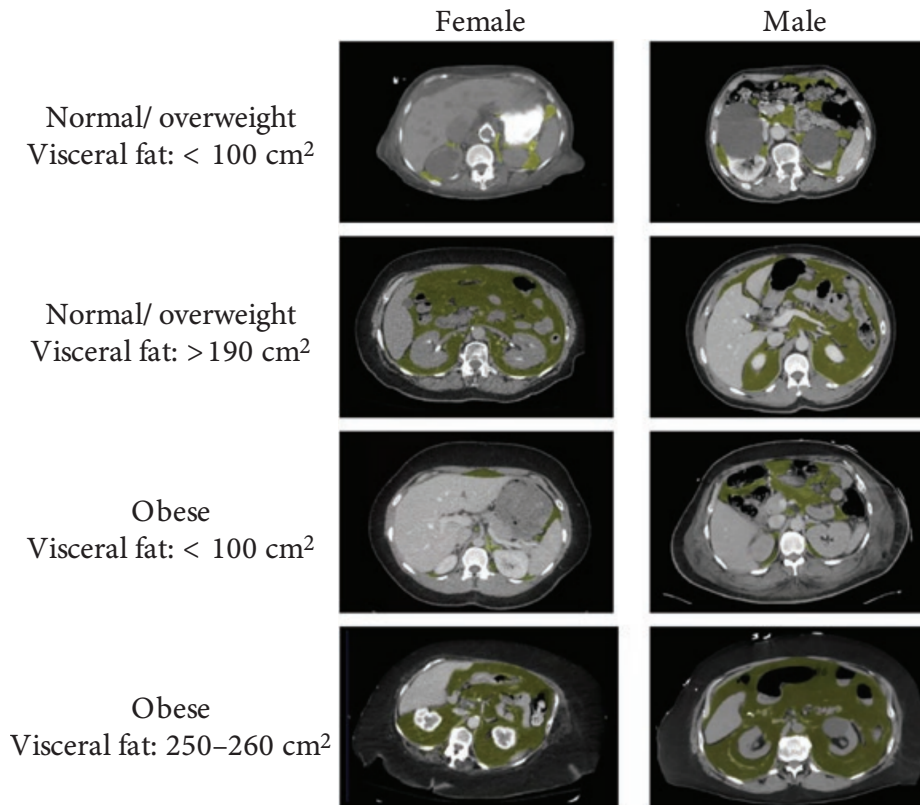 Female
Male
Normal/ overweight
Visceral fat: < 100 cm²
Normal/ overweight
Visceral fat: >190 cm²
Obese
Visceral fat: < 100 cm²
Obese
Visceral fat: 250–260 cm²